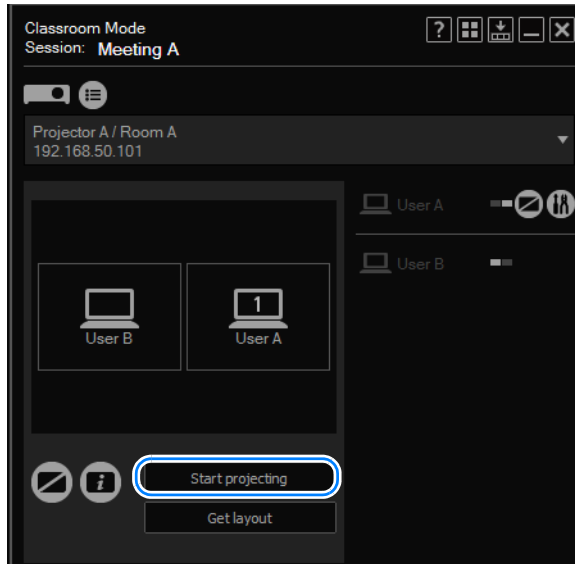 Classroom Mode
Session: Meeting A
?
Projector A / Room A
192.168.50.101
User A
User B
1
User B
User A
i
Start projecting
Get layout